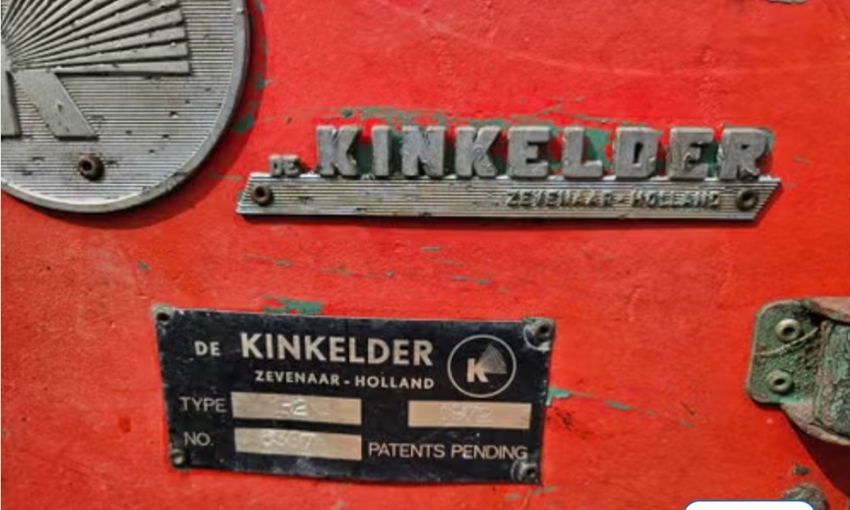 K
DE KINKELDER
ZEVENAAR-HOLLAND
DE KINKELDER
ZEVENAAR-HOLLAND
K
TYPE
NO.
PATENTS PENDING